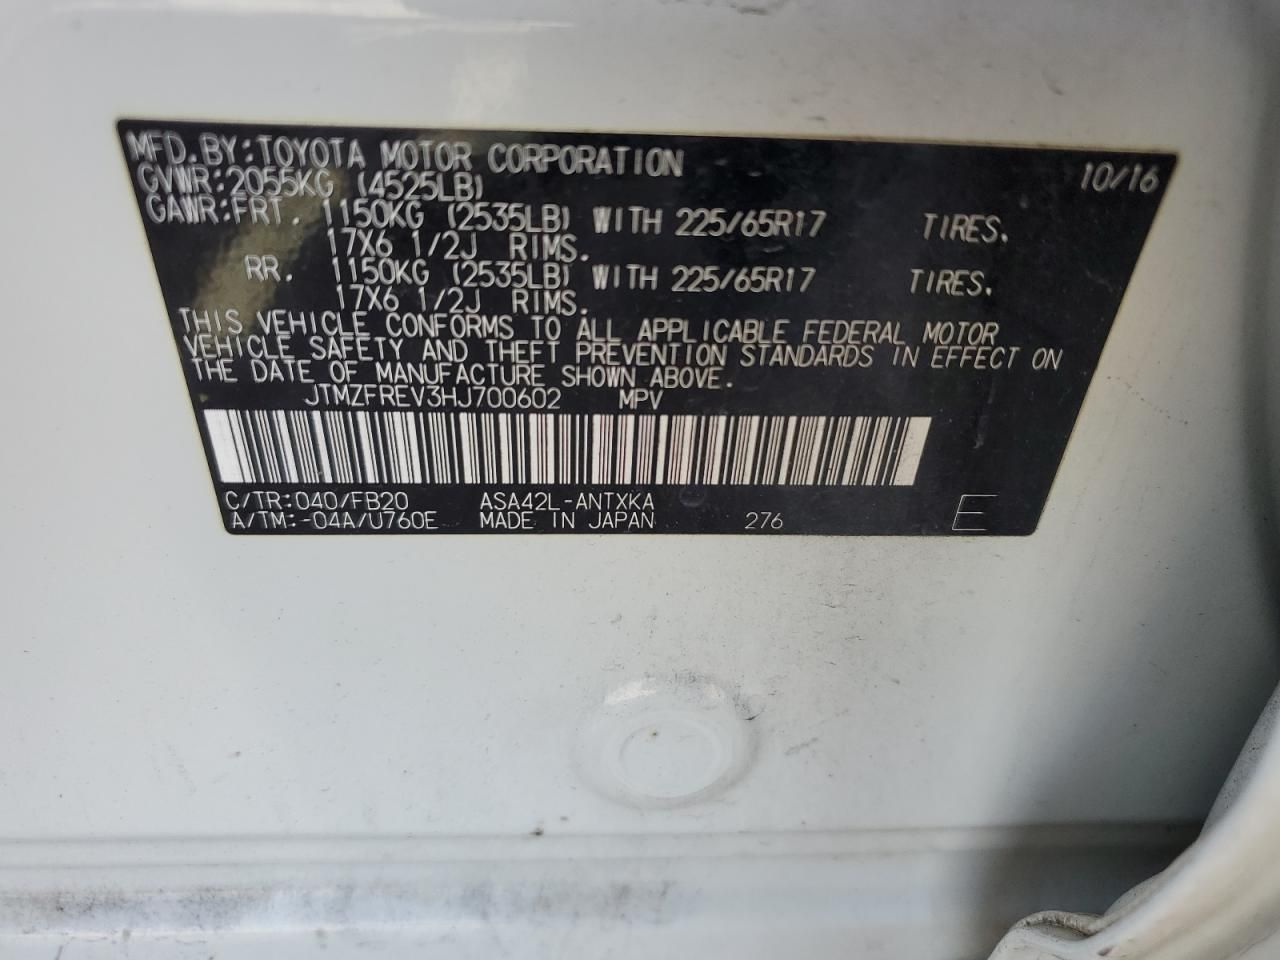 MFD.BY:TOYOTA MOTOR CORPORATION 10/16
GVWR:2055KG (4525LB)
GAWR:FRT. 1150KG (2535LB) WITH 225/65R17 TIRES.
17X6 1/2J RIMS.
RR. 1150KG (2535LB) WITH 225/65R17 TIRES.
17X6 1/2J RIMS.
THIS VEHICLE CONFORMS TO ALL APPLICABLE FEDERAL MOTOR
VEHICLE SAFETY AND THEFT PREVENTION STANDARDS IN EFFECT ON
THE DATE OF MANUFACTURE SHOWN ABOVE.
JTMZFREV3HJ700602 MPV
C/TR:040/FB20 ASA42L-ANTXKA
A/TM:-04A/U760E MADE IN JAPAN 276 E